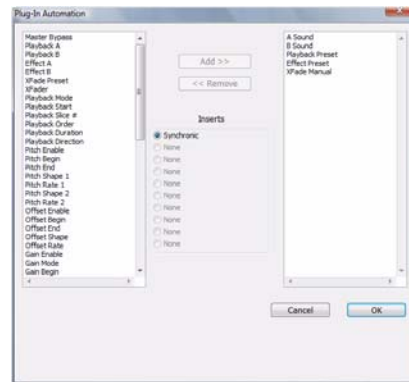 Plug-In Automation
Master Bypass
Playback A
Playback B
Effect A
Effect B
XFade Preset
XFader
Playback Mode
Playback Start
Playback Slice #
Playback Order
Playback Duration
Playback Direction
Pitch Enable
Pitch Begin
Pitch End
Pitch Shape 1
Pitch Rate 1
Pitch Shape 2
Pitch Rate 2
Offset Enable
Offset Begin
Offset End
Offset Shape
Offset Rate
Gain Enable
Gain Mode
Gain Begin
Add >>
<< Remove
Inserts
Synchronic
None
None
None
None
None
None
None
None
None
A Sound
B Sound
Playback Preset
Effect Preset
XFade Manual
Cancel
OK